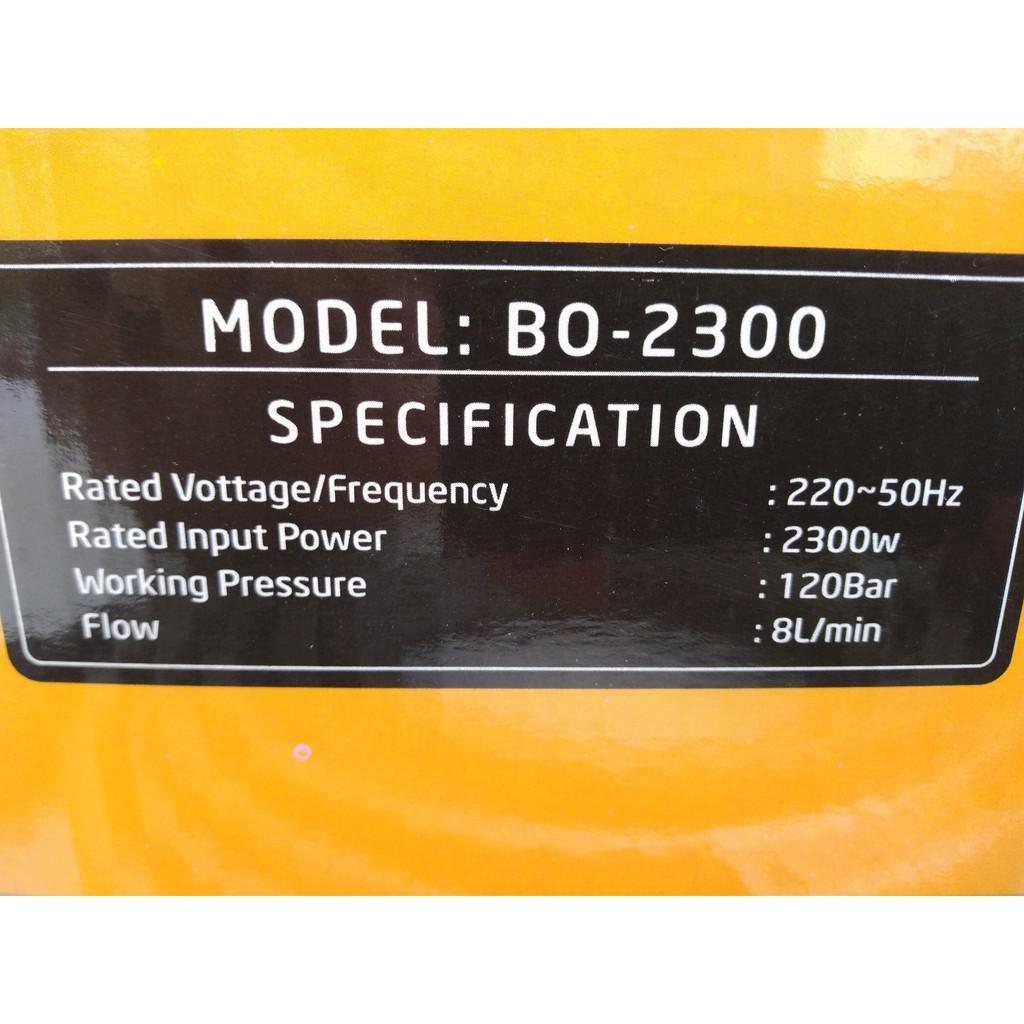 MODEL: BO-2300
SPECIFICATION
Rated Vottage/Frequency : 220~50Hz
Rated Input Power : 2300w
Working Pressure : 120Bar
Flow : 8L/min